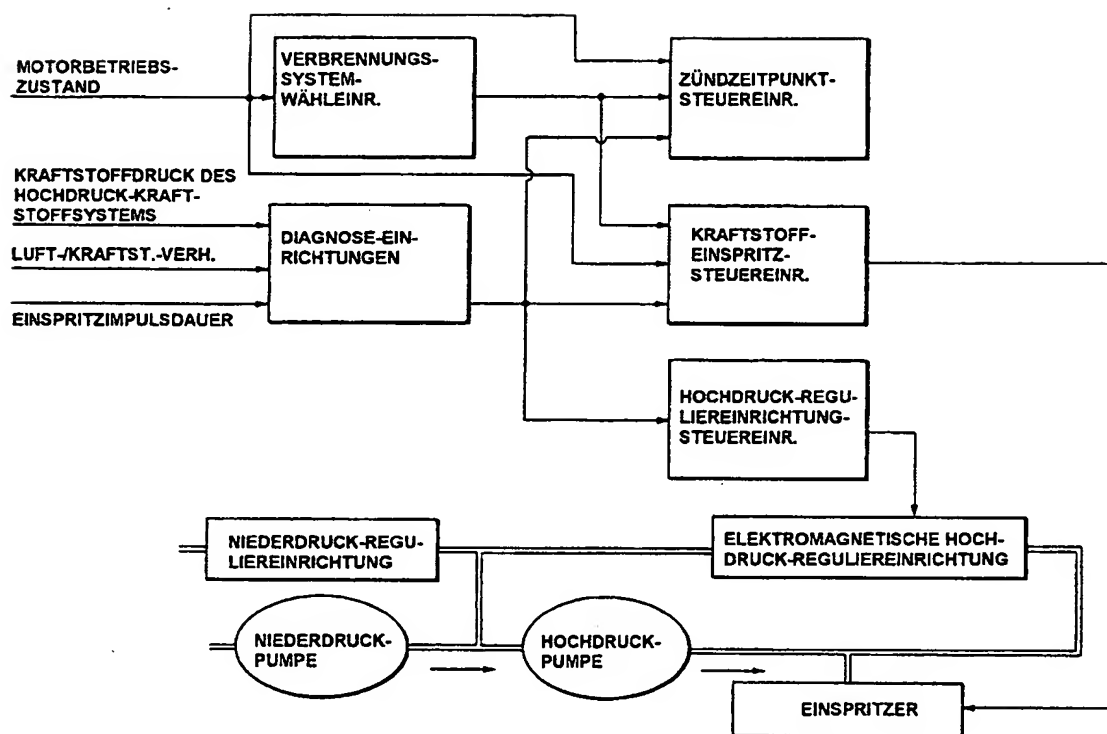 MOTORBETRIEBS-
ZUSTAND
VERBRENNUNGS-
SYSTEM-
WÄHLEINR.
ZÜNDZEITPUNKT-
STEUEREINR.
KRAFTSTOFFDRUCK DES
HOCHDRUCK-KRAFT-
STOFFSYSTEMS
LUFT-/KRAFTST.-VERH.
EINSPRITZIMPULSDAUER
DIAGNOSE-EIN-
RICHTUNGEN
KRAFTSTOFF-
EINSPRITZ-
STEUEREINR.
HOCHDRUCK-REGU-
LIEREINRICHTUNG-
STEUEREINR.
NIEDERDRUCK-REGU-
LIEREINRICHTUNG
ELEKTROMAGNETISCHE HOCH-
DRUCK-REGULIEREINRICHTUNG
NIEDERDRUCK-
PUMPE
HOCHDRUCK-
PUMPE
EINSPRITZER